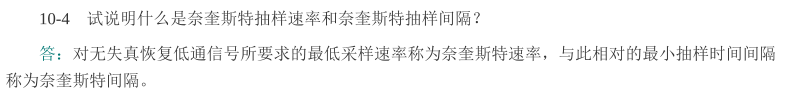 10-4 试说明什么是奈奎斯特抽样速率和奈奎斯特抽样间隔？
答：对无失真恢复低通信号所要求的最低采样速率称为奈奎斯特速率，与此相对的最小抽样时间间隔
称为奈奎斯特间隔。